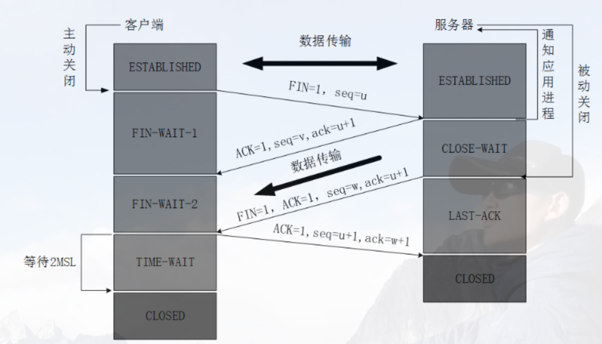 客户端
服务器
主动关闭
数据传输
通知应用进程
被动关闭
ESTABLISHED
ESTABLISHED
FIN=1, seq=u
FIN-WAIT-1
ACK=1,seq=v,ack=u+1
CLOSE-WAIT
数据传输
FIN=1, ACK=1, seq=w,ack=u+1
FIN-WAIT-2
LAST-ACK
ACK=1,seq=u+1,ack=w+1
等待2MSL
TIME-WAIT
CLOSED
CLOSED